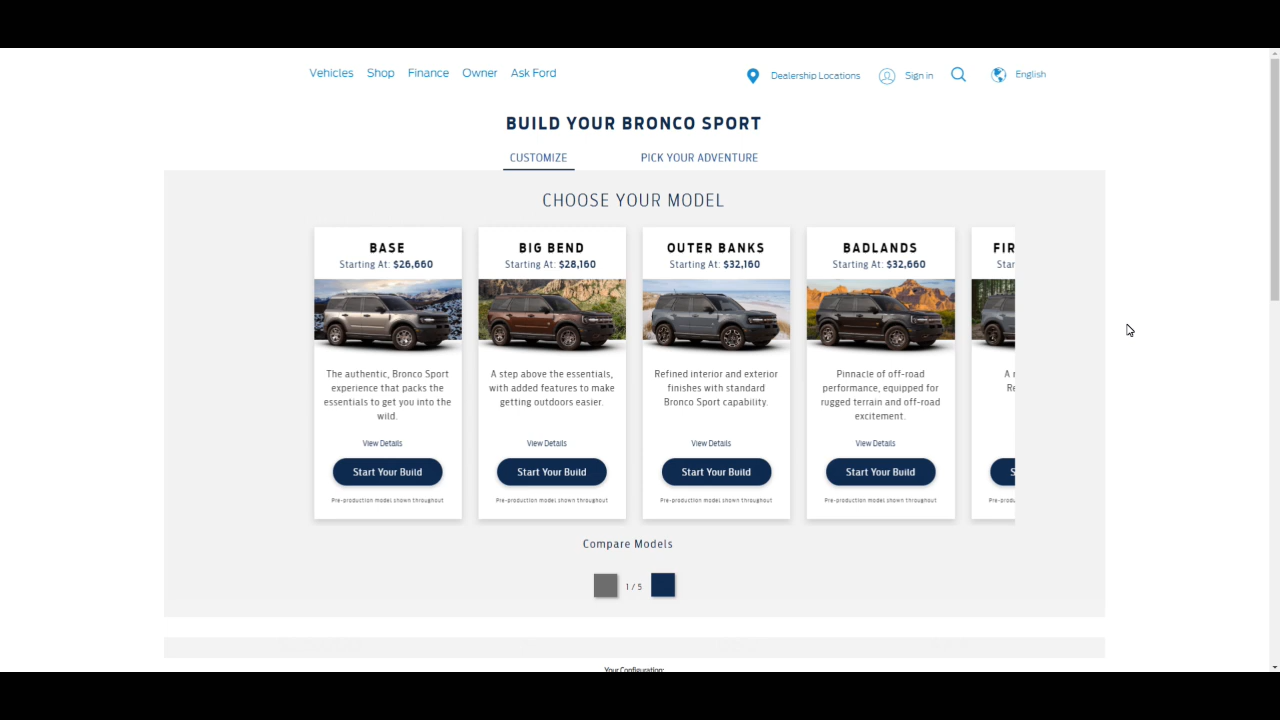 Vehicles Shop Finance Owner Ask Ford Dealership Locations Sign in English
BUILD YOUR BRONCO SPORT
CUSTOMIZE PICK YOUR ADVENTURE
CHOOSE YOUR MODEL
BASE
Starting At: $26,660
The authentic, Bronco Sport
experience that packs the
essentials to get you into the
wild.
View Details
Start Your Build
Pre-production model shown throughout
BIG BEND
Starting At: $28,160
A step above the essentials,
with added features to make
getting outdoors easier.
View Details
Start Your Build
Pre-production model shown throughout
OUTER BANKS
Starting At: $32,160
Refined interior and exterior
finishes with standard
Bronco Sport capability.
View Details
Start Your Build
Pre-production model shown throughout
BADLANDS
Starting At: $32,660
Pinnacle of off-road
performance, equipped for
rugged terrain and off-road
excitement.
View Details
Start Your Build
Pre-production model shown throughout
FIR
Star
A r
Re
S
Pre-prod
Compare Models
1 / 5
Your Configuration: